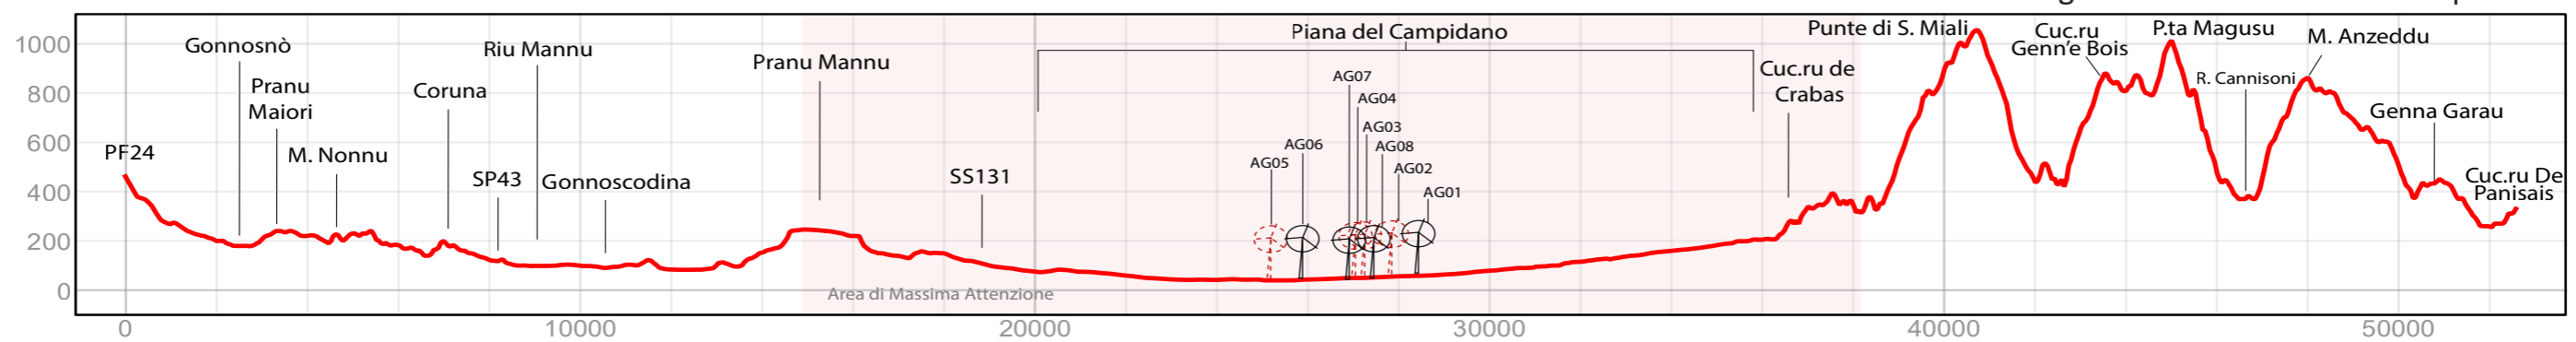 1000
800
600
400
200
0
PF24
Gonnosnò
Pranu
Maiori
M. Nonnu
Coruna
SP43
Riu Mannu
Gonnoscodina
Pranu Mannu
SS131
Area di Massima Attenzione
Piana del Campidano
AG05
AG06
AG07
AG04
AG03
AG08
AG02
AG01
Cuc.ru de
Crabas
Punte di S. Miali
Cuc.ru
Genn'e Bois
P.ta Magusu
R. Cannisoni
M. Anzeddu
Genna Garau
Cuc.ru De
Panisais
0
10000
20000
30000
40000
50000